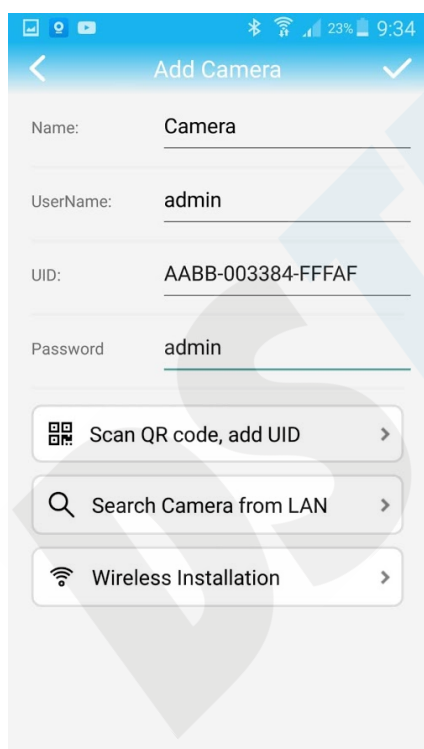 23% 9:34
Add Camera
Name: Camera
UserName: admin
UID: AABB-003384-FFFAF
Password admin
Scan QR code, add UID
Search Camera from LAN
Wireless Installation
DST